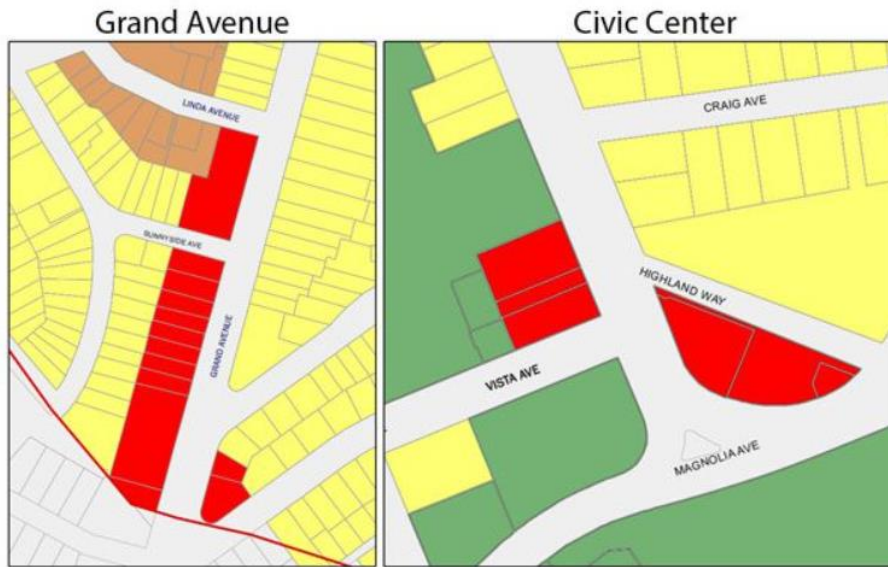 Grand Avenue
Civic Center
LINDA AVENUE
SUNNYSIDE AVE
GRAND AVENUE
CRAIG AVE
HIGHLAND WAY
VISTA AVE
MAGNOLIA AVE